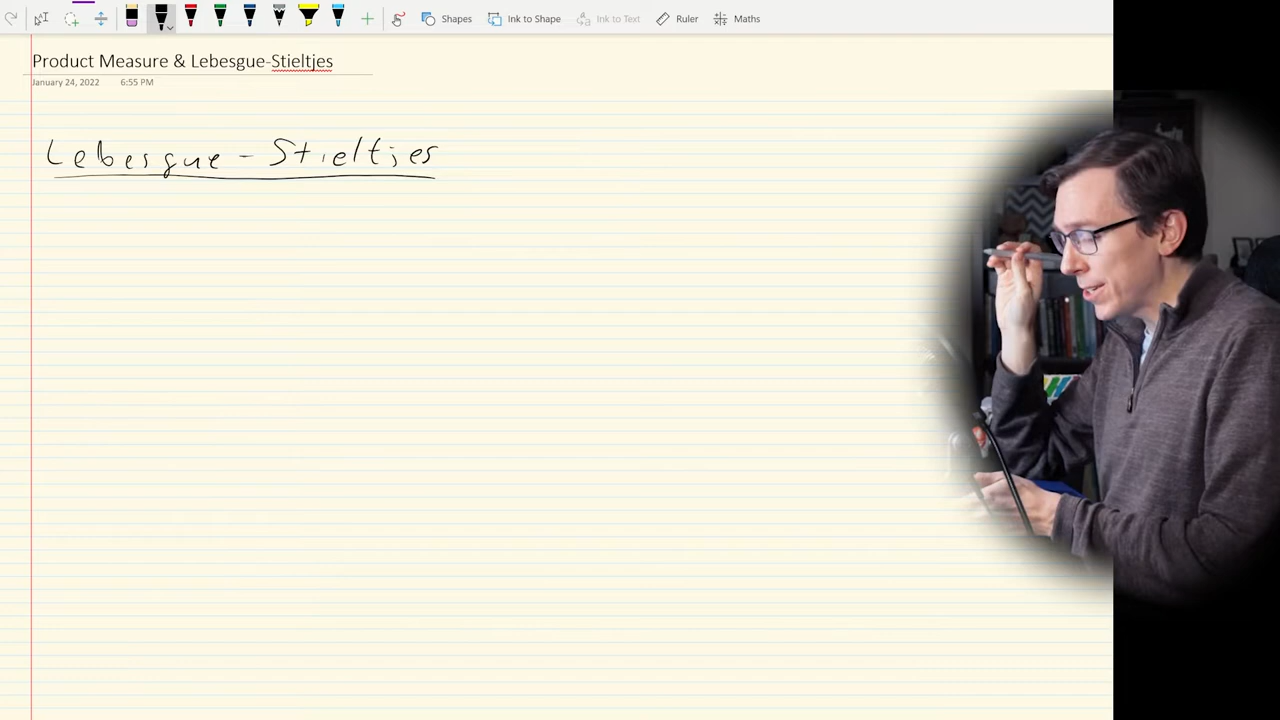 Shapes Ink to Shape Ink to Text Ruler Maths
Product Measure & Lebesgue-Stieltjes
January 24, 2022 6:55 PM
Lebesgue - Stieltjes